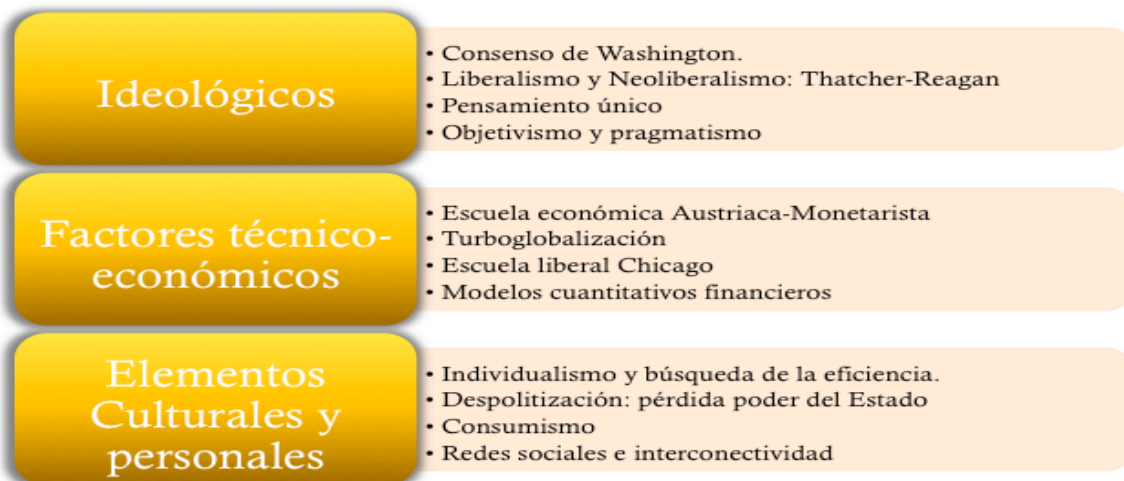 Ideológicos
• Consenso de Washington.
• Liberalismo y Neoliberalismo: Thatcher-Reagan
• Pensamiento único
• Objetivismo y pragmatismo
Factores técnico-
económicos
• Escuela económica Austriaca-Monetarista
• Turboglobalización
• Escuela liberal Chicago
• Modelos cuantitativos financieros
Elementos
Culturales y
personales
• Individualismo y búsqueda de la eficiencia.
• Despolitización: pérdida poder del Estado
• Consumismo
• Redes sociales e interconectividad